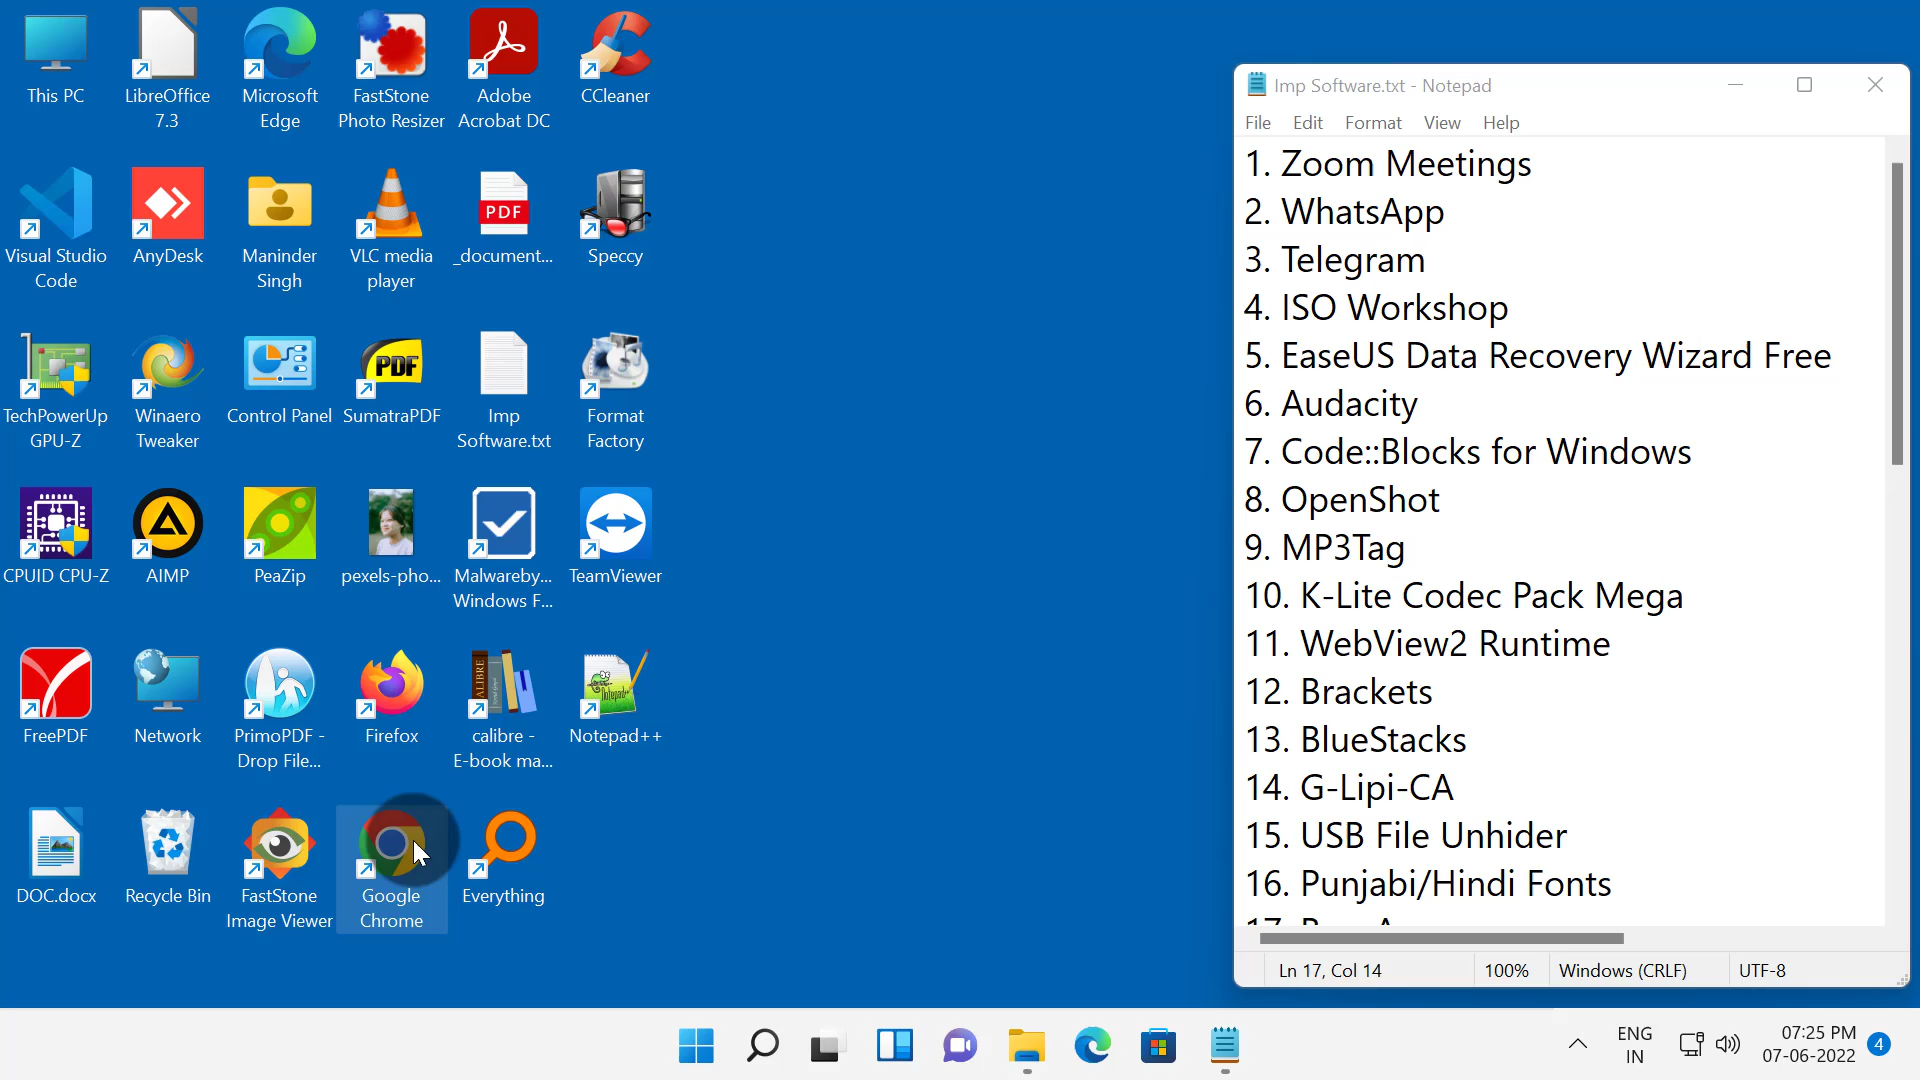 This PC
LibreOffice
7.3
Microsoft
Edge
FastStone
Photo Resizer
Adobe
Acrobat DC
CCleaner
Visual Studio
Code
AnyDesk
Maninder
Singh
VLC media
player
PDF
_document...
Speccy
TechPowerUp
GPU-Z
Winaero
Tweaker
Control Panel
PDF
SumatraPDF
Imp
Software.txt
Format
Factory
CPUID CPU-Z
AIMP
PeaZip
pexels-pho...
Malwareby...
Windows F...
TeamViewer
FreePDF
Network
PrimoPDF -
Drop File...
Firefox
CALIBRE
calibre -
E-book ma...
Notepad++
Notepad++
DOC.docx
Recycle Bin
FastStone
Image Viewer
Google
Chrome
Everything
Imp Software.txt - Notepad
File Edit Format View Help
1. Zoom Meetings
2. WhatsApp
3. Telegram
4. ISO Workshop
5. EaseUS Data Recovery Wizard Free
6. Audacity
7. Code::Blocks for Windows
8. OpenShot
9. MP3Tag
10. K-Lite Codec Pack Mega
11. WebView2 Runtime
12. Brackets
13. BlueStacks
14. G-Lipi-CA
15. USB File Unhider
16. Punjabi/Hindi Fonts
Ln 17, Col 14 100% Windows (CRLF) UTF-8
ENG
IN
07:25 PM
07-06-2022
4